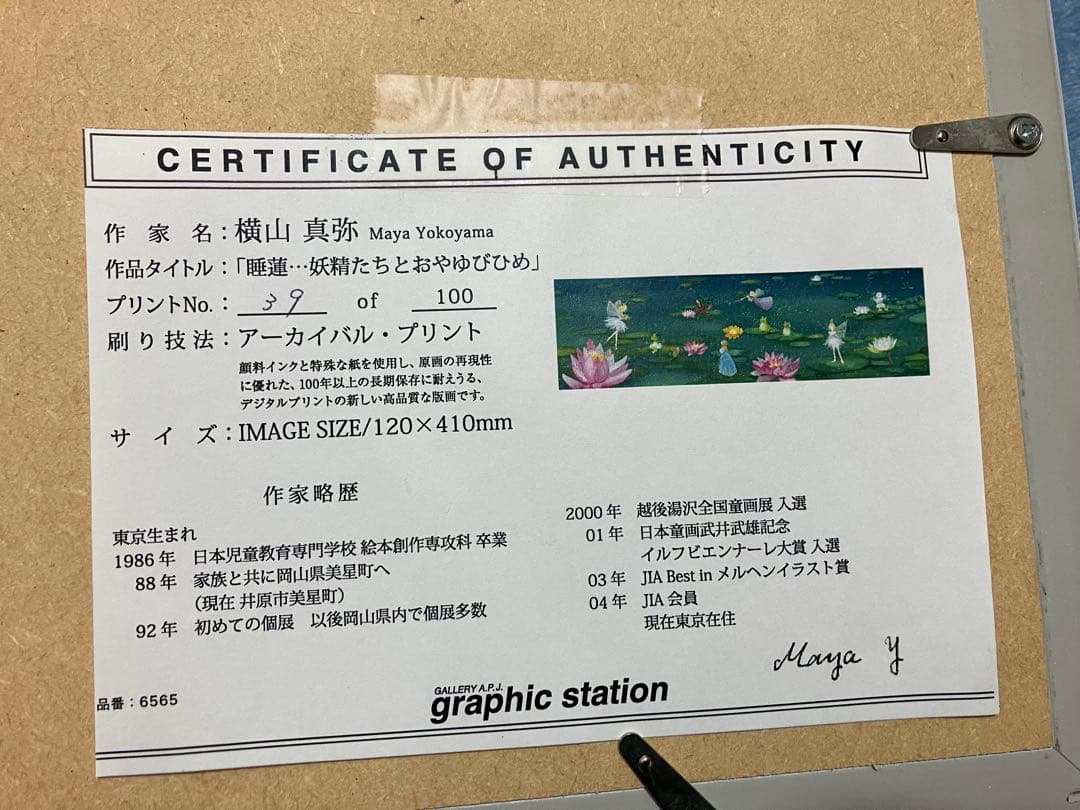 CERTIFICATE OF AUTHENTICITY
作 家 名：横山 真弥 Maya Yokoyama
作品タイトル：「睡蓮…妖精たちとおやゆびひめ」
プリントNo.： 39 of 100
刷り技法：アーカイバル・プリント
顔料インクと特殊な紙を使用し、原画の再現性
に優れた、100年以上の長期保存に耐えうる、
デジタルプリントの新しい高品質な版画です。
サ イ ズ：IMAGE SIZE/120×410mm
作家略歴
東京生まれ
1986年 日本児童教育専門学校 絵本創作専攻科 卒業
88年 家族と共に岡山県美星町へ
（現在 井原市美星町）
92年 初めての個展 以後岡山県内で個展多数
2000年 越後湯沢全国童画展 入選
01年 日本童画武井武雄記念
イルフビエンナーレ大賞 入選
03年 JIA Best in メルヘンイラスト賞
04年 JIA 会員
現在東京在住
Maya Y
品番：6565
GALLERY A.P.J.
graphic station